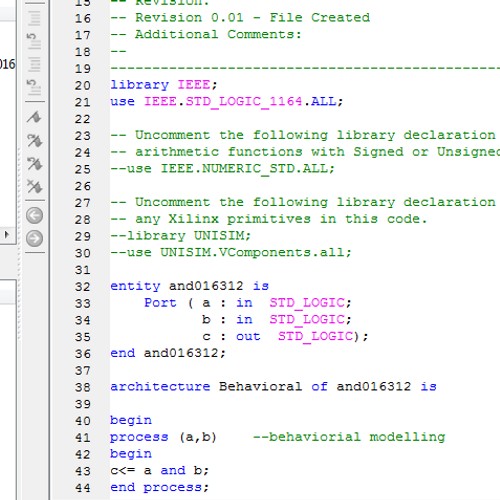 15 -- Revision:
16 -- Revision 0.01 - File Created
17 -- Additional Comments:
18 --
19 ------------------------------------------------
20 library IEEE;
21 use IEEE.STD_LOGIC_1164.ALL;
22
23 -- Uncomment the following library declaration
24 -- arithmetic functions with Signed or Unsigned
25 --use IEEE.NUMERIC_STD.ALL;
26
27 -- Uncomment the following library declaration
28 -- any Xilinx primitives in this code.
29 --library UNISIM;
30 --use UNISIM.VComponents.all;
31
32 entity and016312 is
33 Port ( a : in STD_LOGIC;
34 b : in STD_LOGIC;
35 c : out STD_LOGIC);
36 end and016312;
37
38 architecture Behavioral of and016312 is
39
40 begin
41 process (a,b) --behaviorial modelling
42 begin
43 c<= a and b;
44 end process;
016